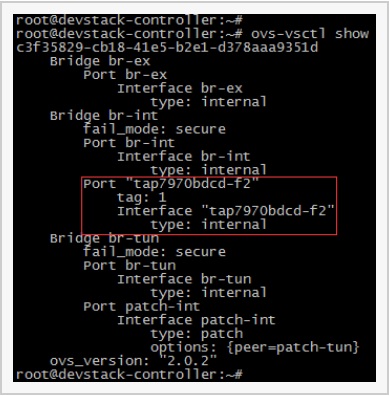 root@devstack-controller:~#
root@devstack-controller:~# ovs-vsctl show
c3f35829-cb18-41e5-b2e1-d378aaa9351d
    Bridge br-ex
        Port br-ex
            Interface br-ex
                type: internal
    Bridge br-int
        fail_mode: secure
        Port br-int
            Interface br-int
                type: internal
        Port "tap7970bdcd-f2"
            tag: 1
            Interface "tap7970bdcd-f2"
                type: internal
    Bridge br-tun
        fail_mode: secure
        Port br-tun
            Interface br-tun
                type: internal
        Port patch-int
            Interface patch-int
                type: patch
                options: {peer=patch-tun}
    ovs_version: "2.0.2"
root@devstack-controller:~#